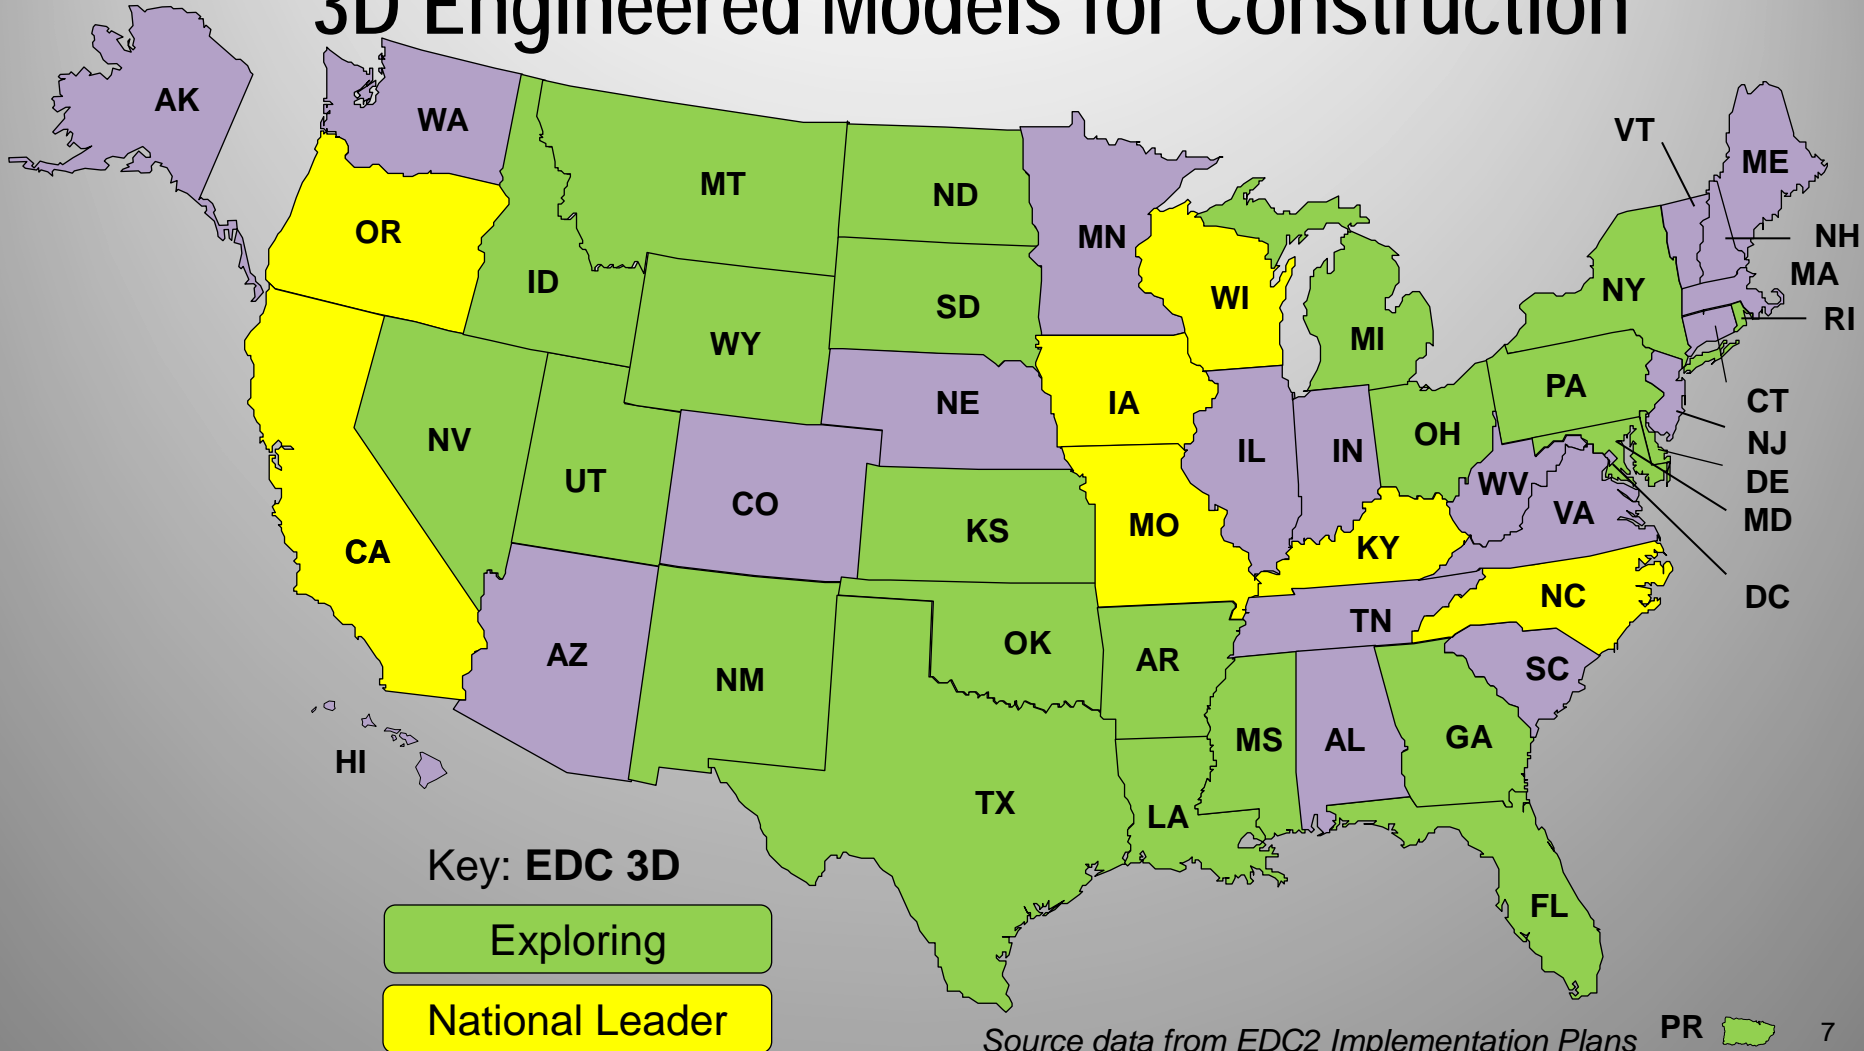 3D Engineered Models for Construction
AK
WA
MT
ND
MN
VT
ME
OR
ID
SD
WI
MI
NY
NH
MA
RI
WY
NE
IA
PA
CT
NV
UT
CO
KS
MO
IL
IN
OH
WV
VA
NJ
DE
MD
DC
CA
KY
NC
AZ
NM
OK
AR
TN
SC
HI
TX
LA
MS
AL
GA
FL
Key: EDC 3D
Exploring
National Leader
Source data from EDC2 Implementation Plans
PR
7